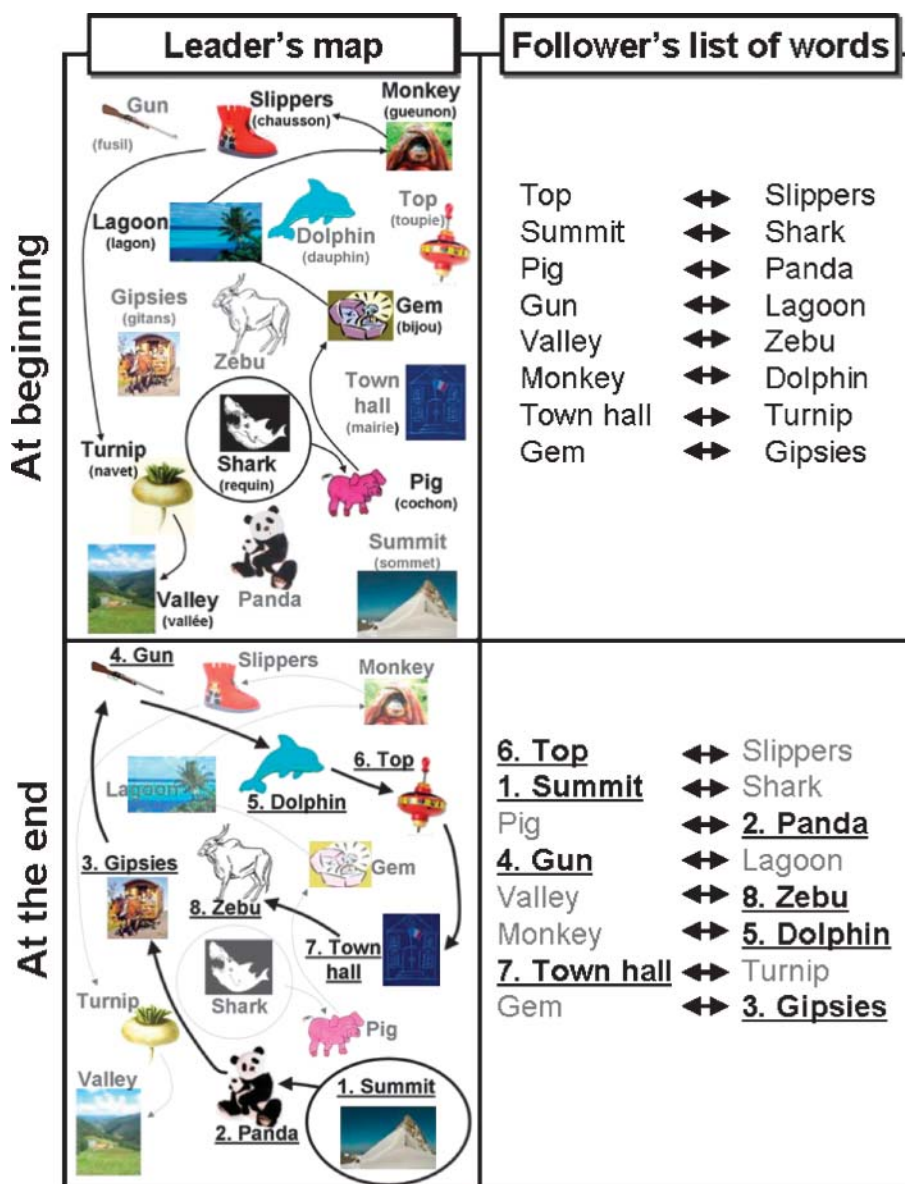 Leader's map
Follower's list of words
At beginning
Gun
(fusil)
Slippers
(chausson)
Monkey
(gueunon)
Lagoon
(lagon)
Dolphin
(dauphin)
Top
(toupie)
Gipsies
(gitans)
Zebu
Gem
(bijou)
Town
hall
(mairie)
Turnip
(navet)
Shark
(requin)
Pig
(cochon)
Panda
Summit
(sommet)
Valley
(vallée)
Top Slippers
Summit Shark
Pig Panda
Gun Lagoon
Valley Zebu
Monkey Dolphin
Town hall Turnip
Gem Gipsies
At the end
4. Gun
Slippers
Monkey
Lagoon
5. Dolphin
6. Top
3. Gipsies
8. Zebu
Gem
7. Town
hall
Turnip
Shark
Pig
Valley
2. Panda
1. Summit
6. Top Slippers
1. Summit Shark
Pig 2. Panda
4. Gun Lagoon
Valley 8. Zebu
Monkey 5. Dolphin
7. Town hall Turnip
Gem 3. Gipsies